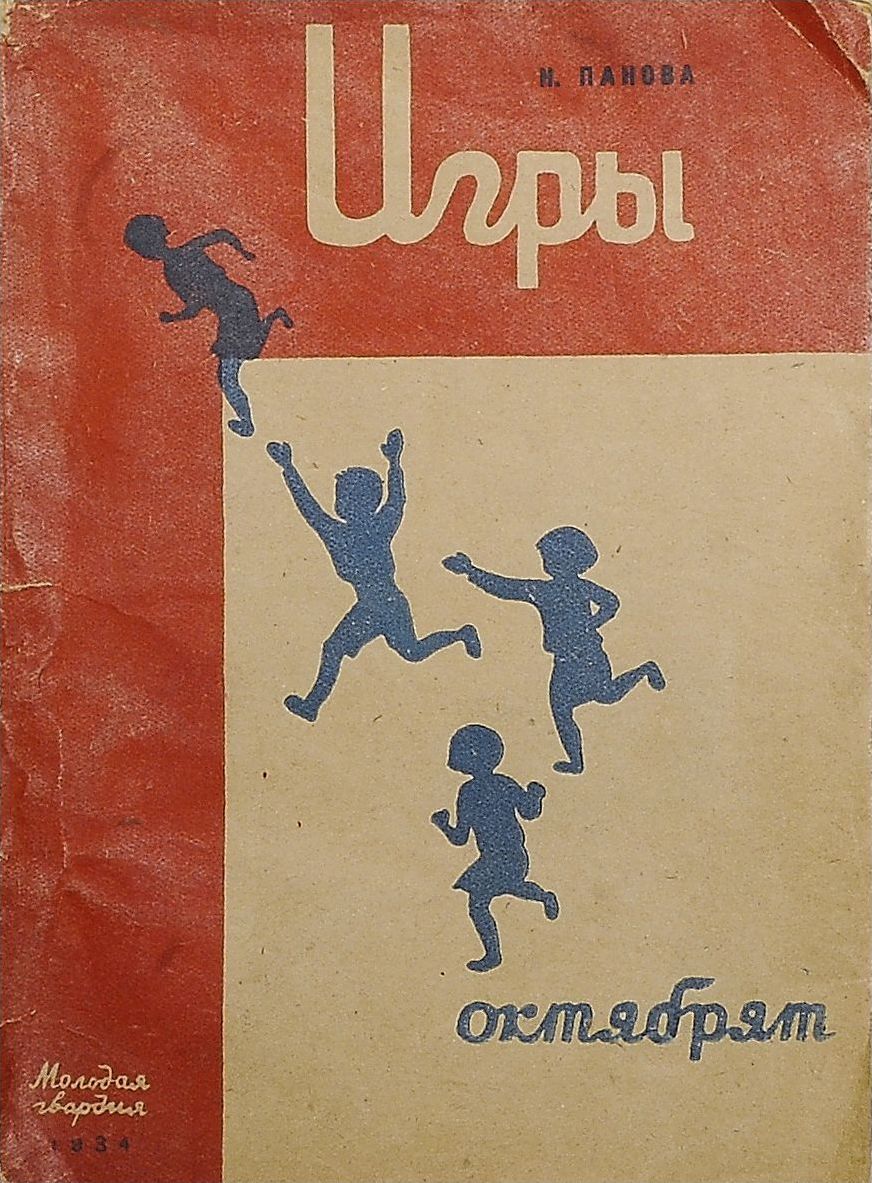 Н. ПАНОВА
Игры
октябрят
Молодая
гвардия
1934